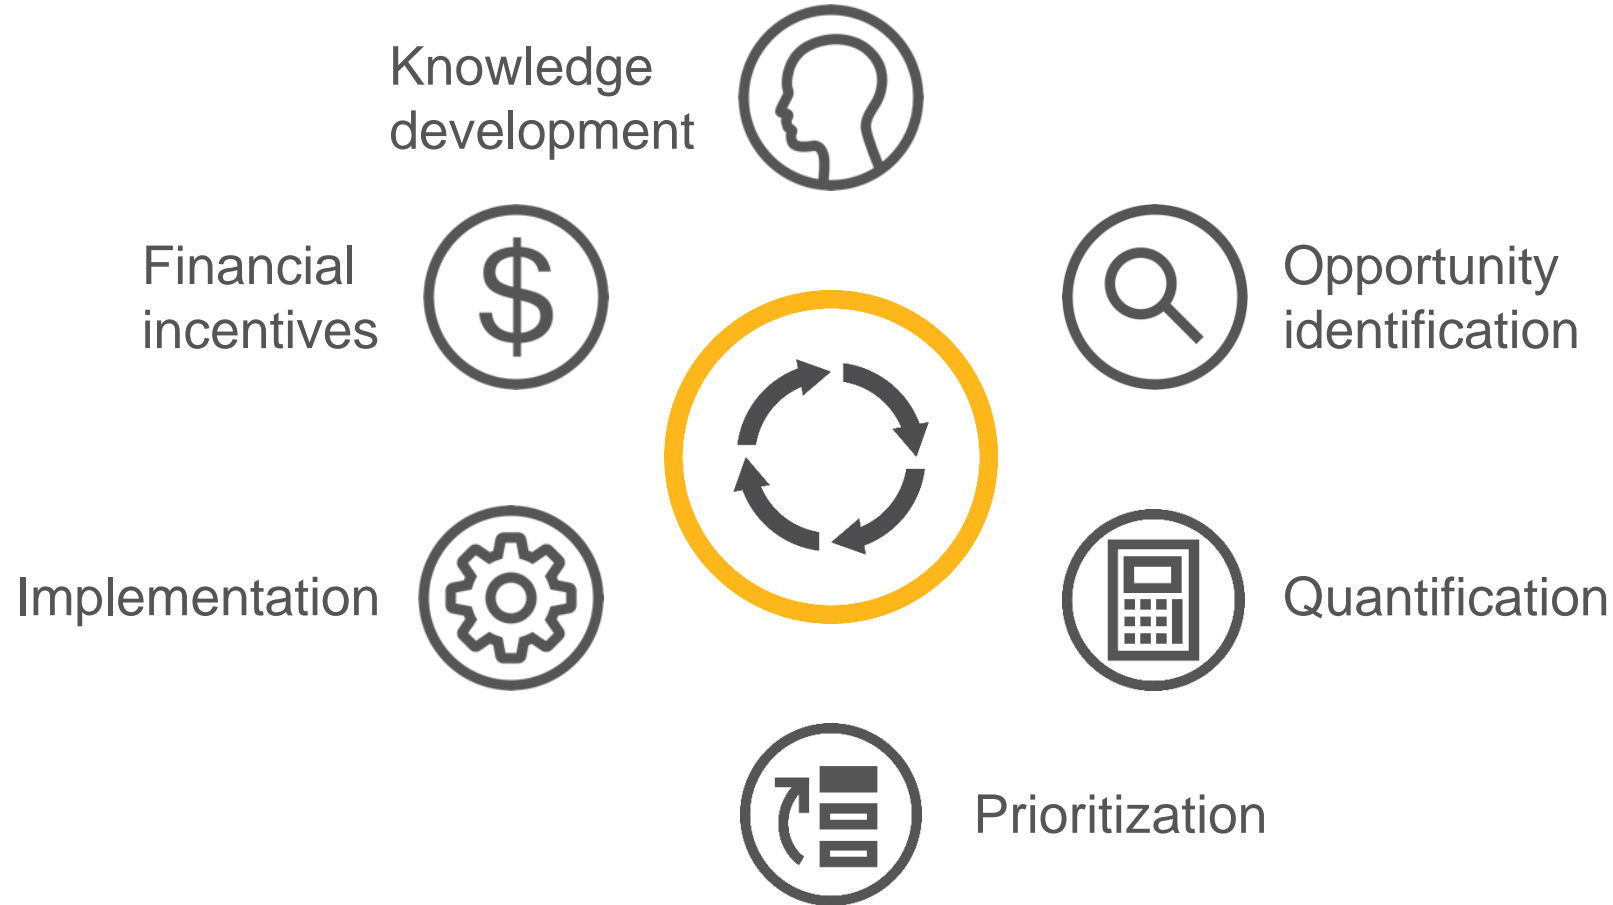 Knowledge
development
Financial
incentives
$
Opportunity
identification
Implementation
Quantification
Prioritization